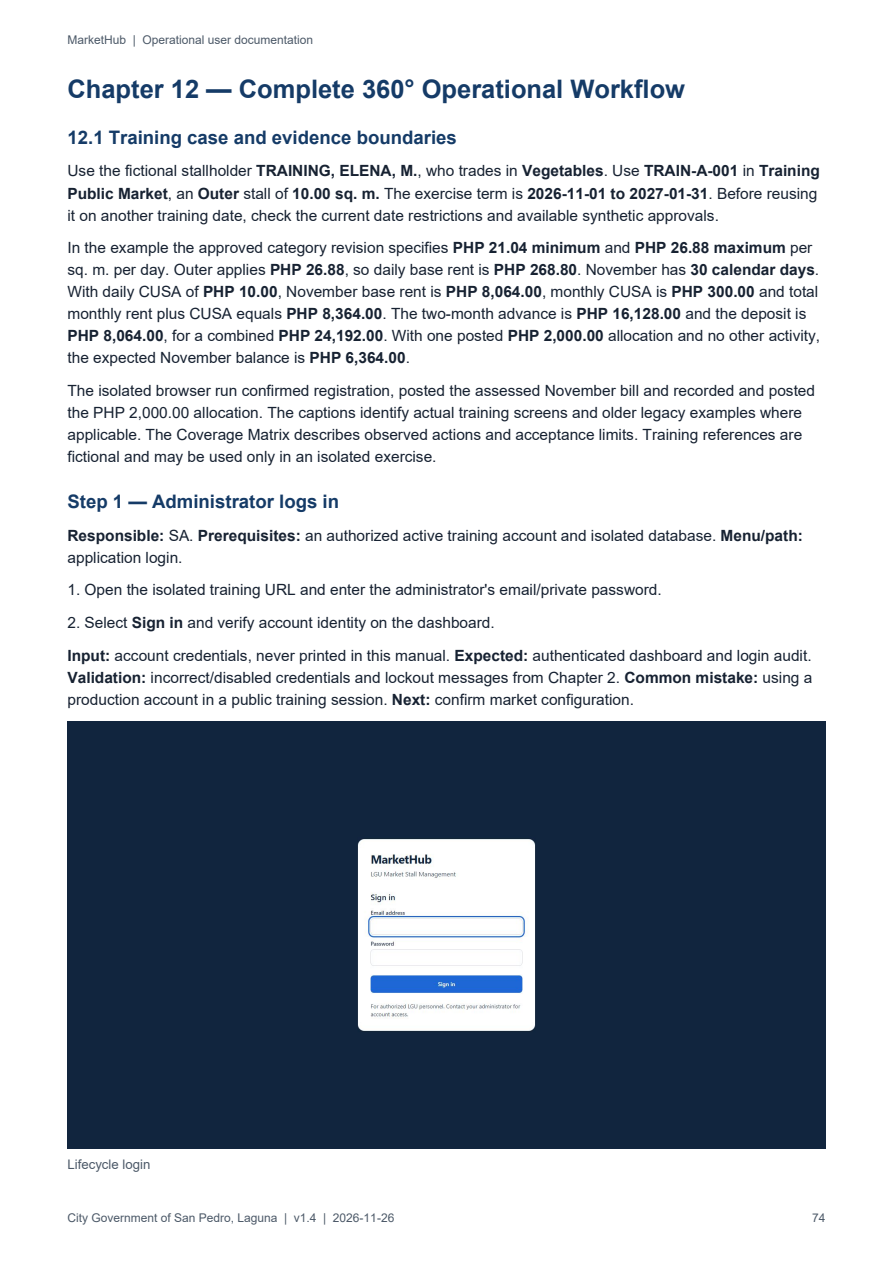 MarketHub | Operational user documentation
Chapter 12 — Complete 360° Operational Workflow
12.1 Training case and evidence boundaries
Use the fictional stallholder TRAINING, ELENA, M., who trades in Vegetables. Use TRAIN-A-001 in Training
Public Market, an Outer stall of 10.00 sq. m. The exercise term is 2026-11-01 to 2027-01-31. Before reusing
it on another training date, check the current date restrictions and available synthetic approvals.
In the example the approved category revision specifies PHP 21.04 minimum and PHP 26.88 maximum per
sq. m. per day. Outer applies PHP 26.88, so daily base rent is PHP 268.80. November has 30 calendar days.
With daily CUSA of PHP 10.00, November base rent is PHP 8,064.00, monthly CUSA is PHP 300.00 and total
monthly rent plus CUSA equals PHP 8,364.00. The two-month advance is PHP 16,128.00 and the deposit is
PHP 8,064.00, for a combined PHP 24,192.00. With one posted PHP 2,000.00 allocation and no other activity,
the expected November balance is PHP 6,364.00.
The isolated browser run confirmed registration, posted the assessed November bill and recorded and posted
the PHP 2,000.00 allocation. The captions identify actual training screens and older legacy examples where
applicable. The Coverage Matrix describes observed actions and acceptance limits. Training references are
fictional and may be used only in an isolated exercise.
Step 1 — Administrator logs in
Responsible: SA. Prerequisites: an authorized active training account and isolated database. Menu/path:
application login.
1. Open the isolated training URL and enter the administrator's email/private password.
2. Select Sign in and verify account identity on the dashboard.
Input: account credentials, never printed in this manual. Expected: authenticated dashboard and login audit.
Validation: incorrect/disabled credentials and lockout messages from Chapter 2. Common mistake: using a
production account in a public training session. Next: confirm market configuration.
MarketHub
LGU Market Stall Management
Sign in
Email address
Password
Sign in
For authorized LGU personnel. Contact your administrator for
account access.
Lifecycle login
City Government of San Pedro, Laguna | v1.4 | 2026-11-26
74